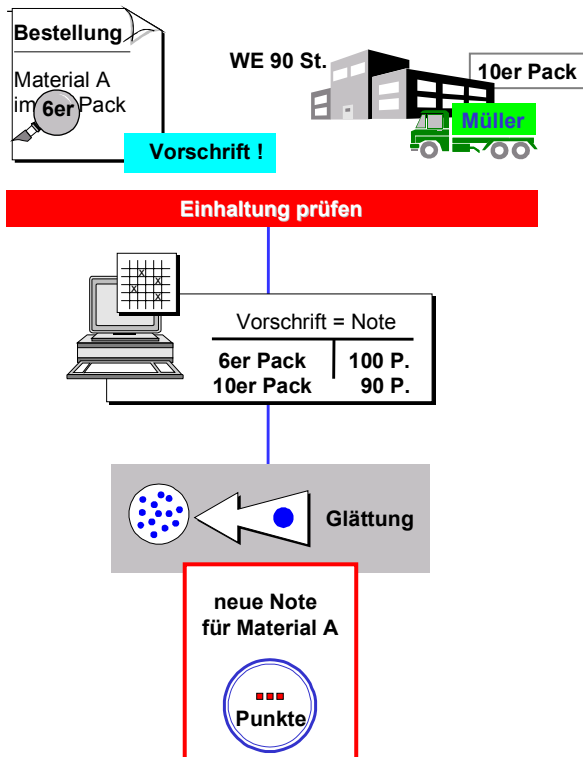 Bestellung
WE 90 St.
10er Pack
Material A
im 6er Pack
Müller
Vorschrift !
Einhaltung prüfen
X
X
X
X
Vorschrift = Note
6er Pack 100 P.
10er Pack 90 P.
Glättung
neue Note
für Material A
Punkte